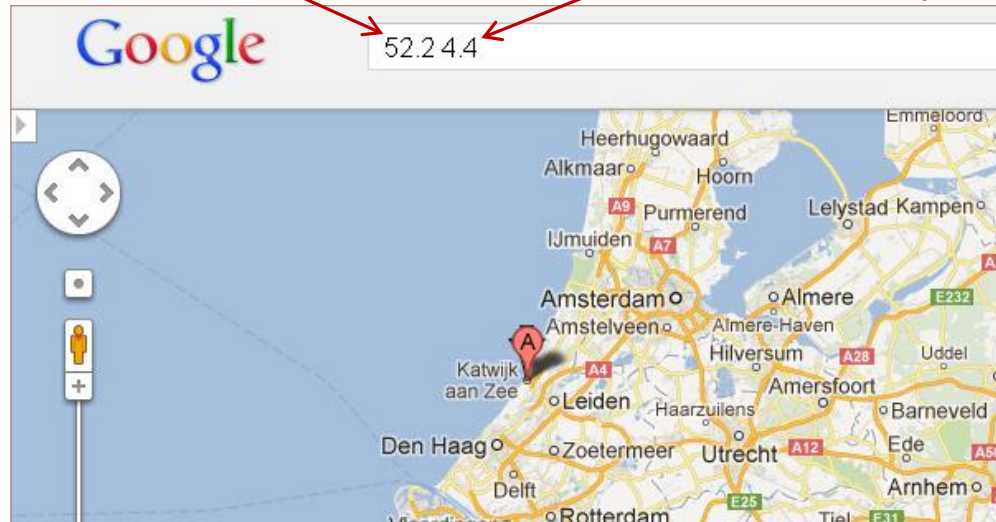 Google
52.2 4.4
Emmeloord
Heerhugowaard
Alkmaar
Hoorn
A9
Purmerend
Lelystad
Kampen
IJmuiden
A7
Amsterdam
Almere
E232
A
Amstelveen
Almere-Haven
Hilversum
A28
Uddel
Katwijk
aan Zee
A4
Amersfoort
Leiden
Haarzuilens
Barneveld
Den Haag
Zoetermeer
Utrecht
A12
Ede
Delft
Arnhem
E25
Rotterdam
Tiel
E31